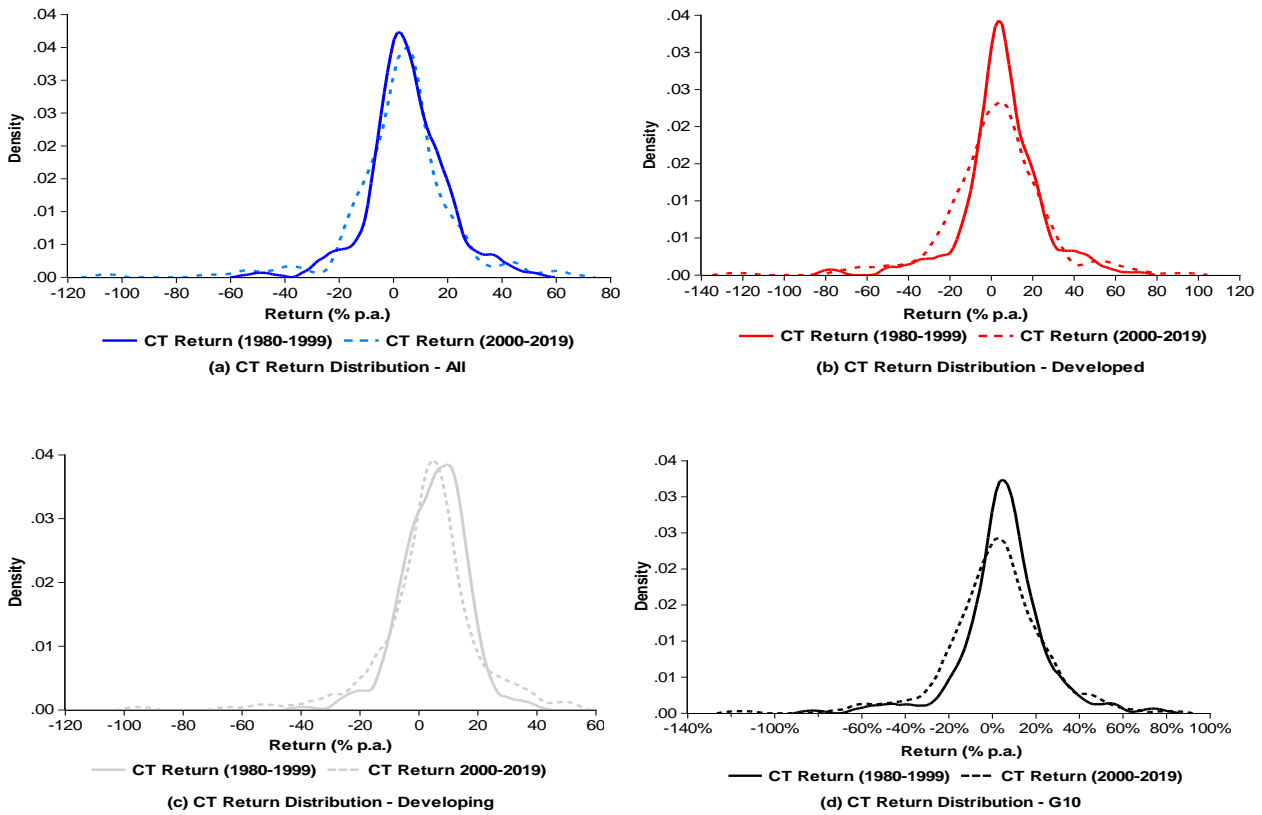 .04
.04
.03
.03
.02
.02
.01
.01
.00
Density
-120 -100 -80 -60 -40 -20 0 20 40 60 80
Return (% p.a.)
CT Return (1980-1999) CT Return (2000-2019)
(a) CT Return Distribution - All
.04
.03
.03
.02
.02
.01
.01
.00
Density
-140 -120 -100 -80 -60 -40 -20 0 20 40 60 80 100 120
Return (% p.a.)
CT Return (1980-1999) CT Return (2000-2019)
(b) CT Return Distribution - Developed
.04
.03
.02
.01
.00
Density
-120 -100 -80 -60 -40 -20 0 20 40 60
Return (% p.a.)
CT Return (1980-1999) CT Return 2000-2019)
(c) CT Return Distribution - Developing
.04
.03
.03
.02
.02
.01
.01
.00
Density
-140% -100% -60% -40% -20% 0% 20% 40% 60% 80% 100%
Return (% p.a.)
CT Return (1980-1999) CT Return (2000-2019)
(d) CT Return Distribution - G10